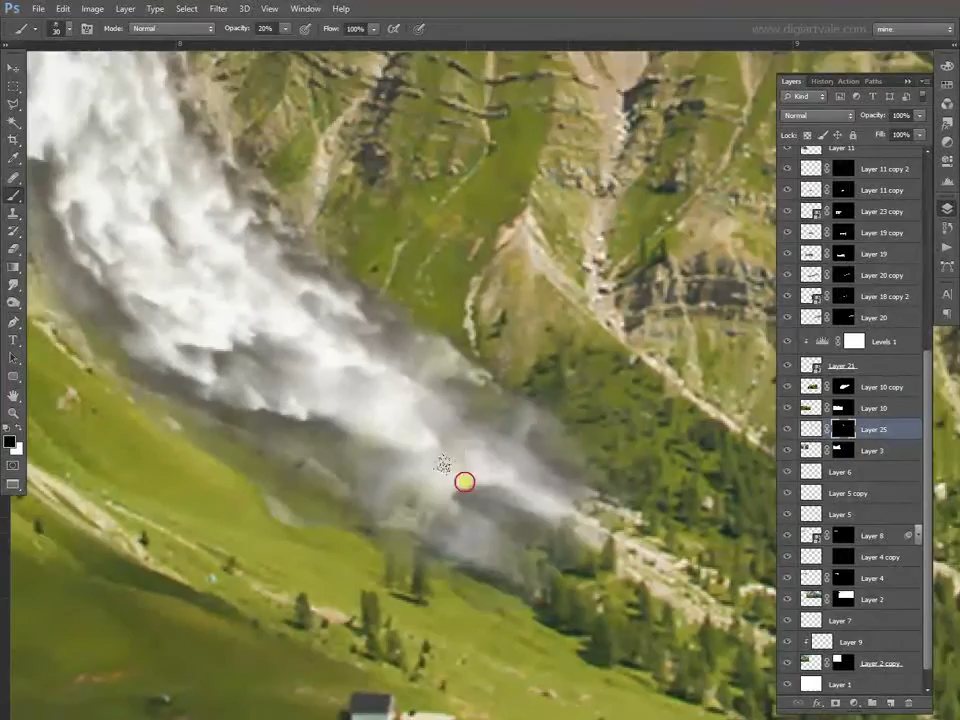 Ps File Edit Image Layer Type Select Filter 3D View Window Help
30 Mode: Normal Opacity: 20% Flow: 100% www.digiartvale.com mine.
8 9
Layers History Action Paths
Kind
Normal Opacity: 100%
Lock: Fill: 100%
Layer 11
Layer 11 copy 2
Layer 11 copy
Layer 23 copy
Layer 19 copy
Layer 19
Layer 20 copy
Layer 18 copy 2
Layer 20
Levels 1
Layer 21
Layer 10 copy
Layer 10
Layer 25
Layer 3
Layer 6
Layer 5 copy
Layer 5
Layer 8
Layer 4 copy
Layer 4
Layer 2
Layer 7
Layer 9
Layer 2 copy
Layer 1